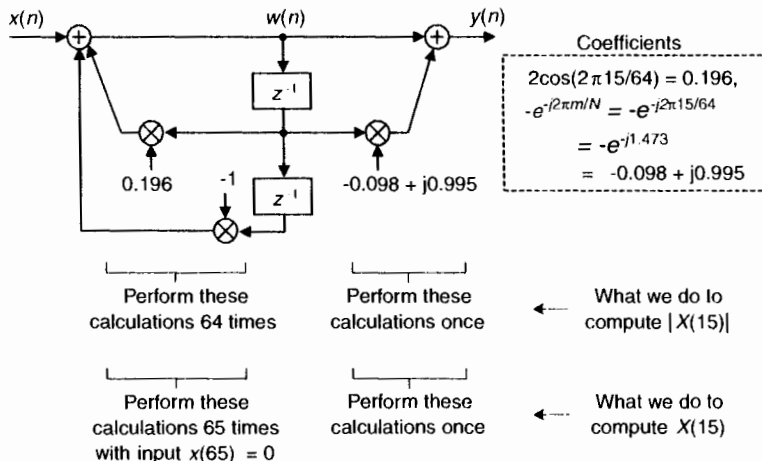 x(n)
w(n)
y(n)
z⁻¹
0.196
-1
z⁻¹
-0.098 + j0.995
Coefficients
2cos(2π15/64) = 0.196,
-e^-j2πm/N = -e^-j2π15/64
= -e^-j1.473
= -0.098 + j0.995
Perform these
calculations 64 times
Perform these
calculations once
What we do to
compute |X(15)|
Perform these
calculations 65 times
with input x(65) = 0
Perform these
calculations once
What we do to
compute X(15)